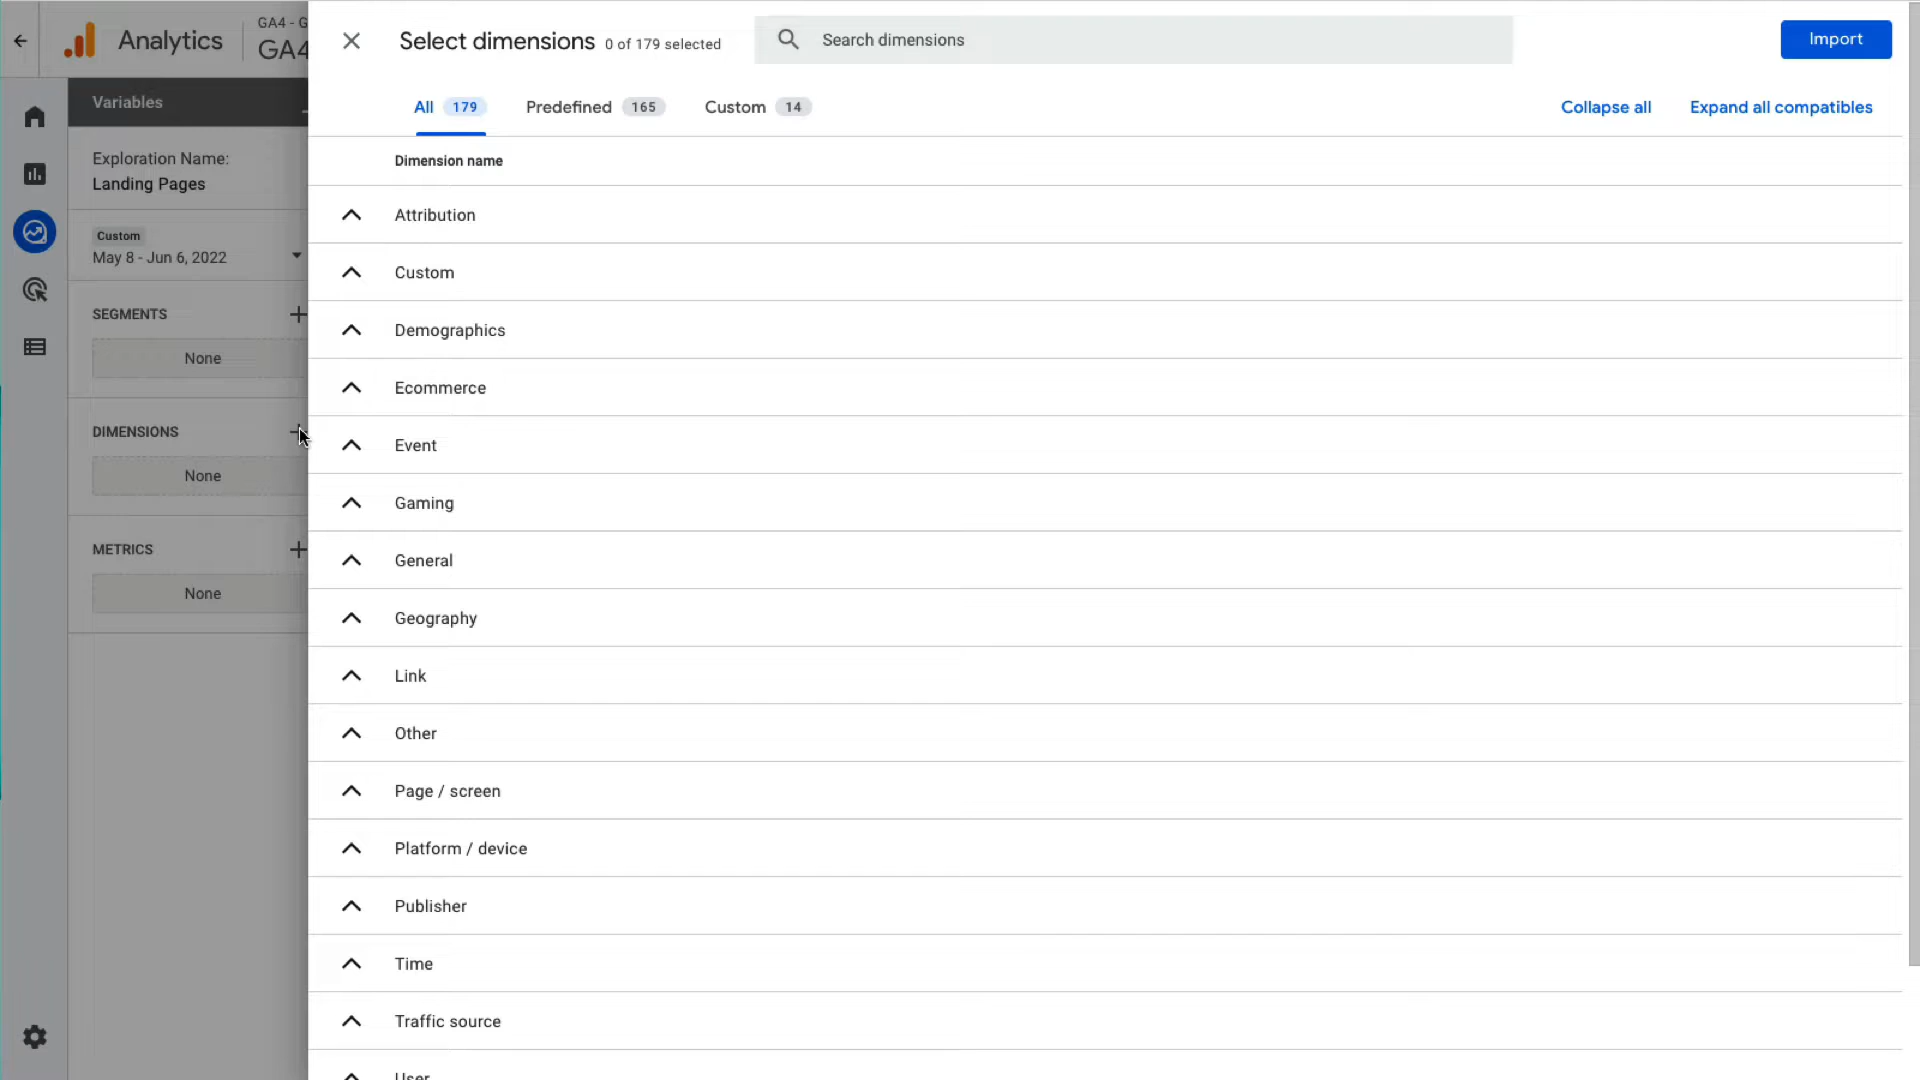 Analytics
GA4 - G
GA4
Select dimensions 0 of 179 selected
Search dimensions
Import
Variables
All 179
Predefined 165
Custom 14
Collapse all
Expand all compatibles
Exploration Name:
Landing Pages
Custom
May 8 - Jun 6, 2022
SEGMENTS
None
DIMENSIONS
None
METRICS
None
Dimension name
Attribution
Custom
Demographics
Ecommerce
Event
Gaming
General
Geography
Link
Other
Page / screen
Platform / device
Publisher
Time
Traffic source
User